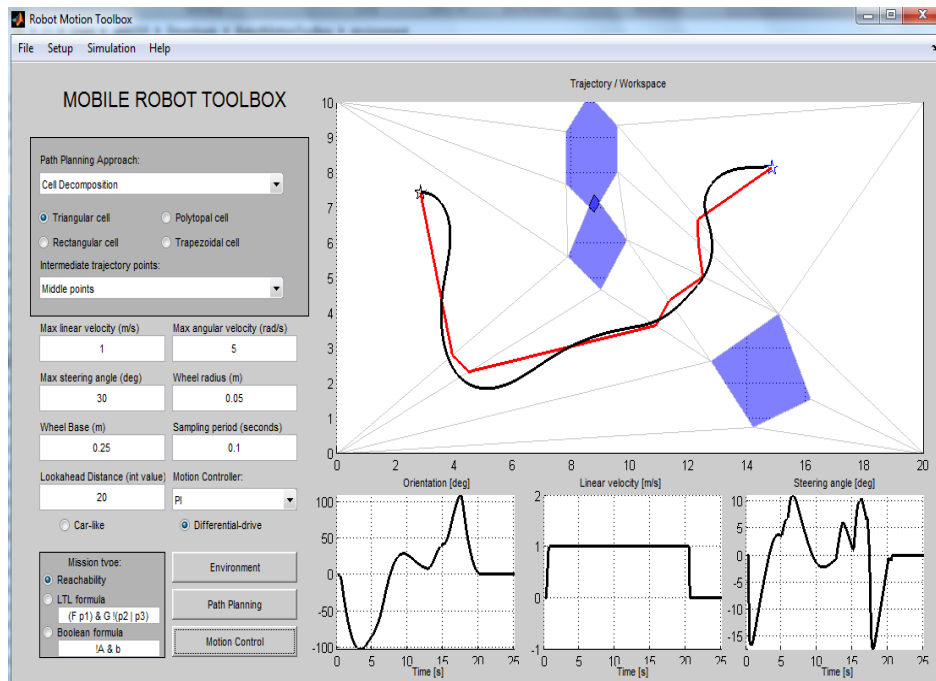 Robot Motion Toolbox
File Setup Simulation Help
MOBILE ROBOT TOOLBOX
Path Planning Approach:
Cell Decomposition
Triangular cell Polytopal cell
Rectangular cell Trapezoidal cell
Intermediate trajectory points:
Middle points
Max linear velocity (m/s) Max angular velocity (rad/s)
1 5
Max steering angle (deg) Wheel radius (m)
30 0.05
Wheel Base (m) Sampling period (seconds)
0.25 0.1
Lookahead Distance (int value) Motion Controller:
20 PI
Car-like Differential-drive
Mission type:
Reachability
LTL formula
(F p1) & G !(p2 | p3)
Boolean formula
!A & b
Environment
Path Planning
Motion Control
Trajectory / Workspace
10
9
8
7
6
5
4
3
2
1
0
0 2 4 6 8 10 12 14 16 18 20
Orientation [deg]
100
50
0
-50
-100
0 5 10 15 20 25
Time [s]
Linear velocity [m/s]
2
1
0
-1
0 5 10 15 20 25
Time [s]
Steering angle [deg]
10
5
0
-5
-10
-15
0 5 10 15 20 25
Time [s]